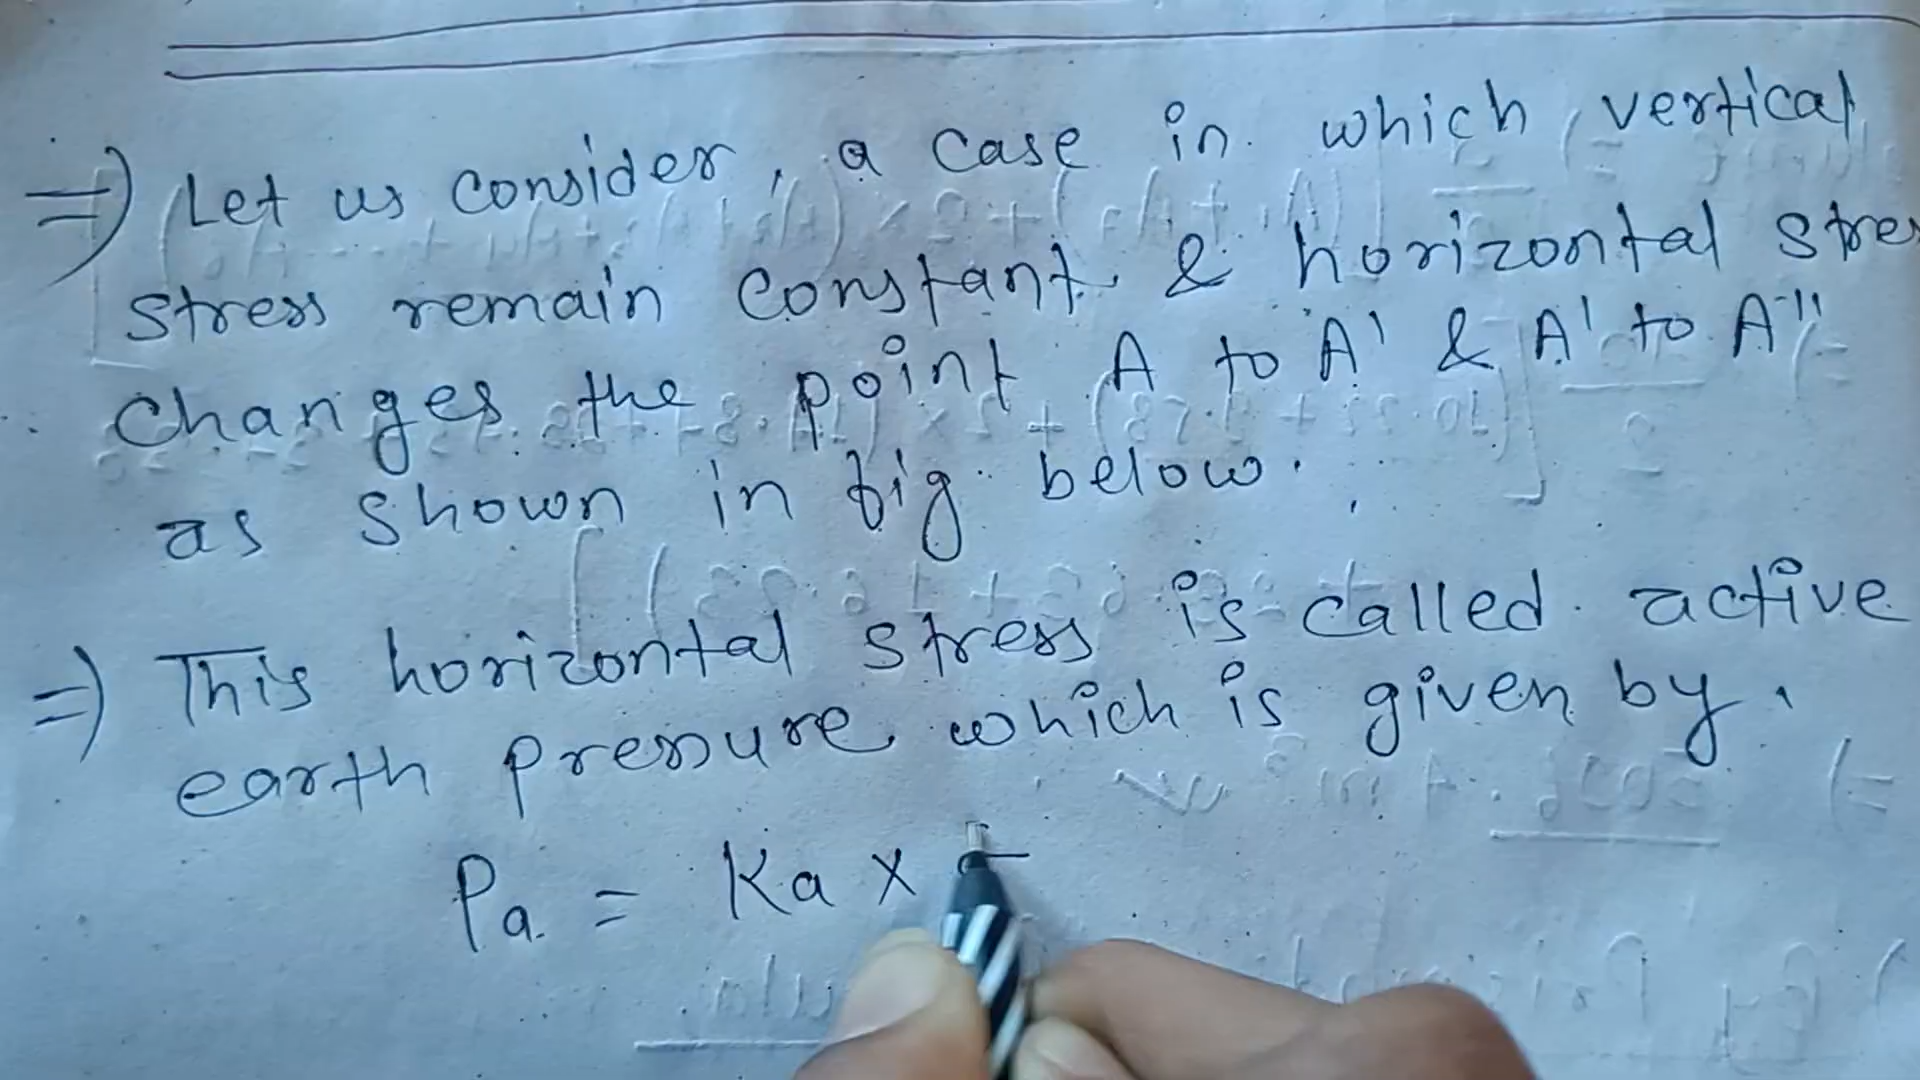 ⇒ Let us consider, a case in which vertical
stress remain constant & horizontal stres
changes the point A to A' & A' to A"
as shown in fig. below.
⇒ This horizontal stress is called active
earth pressure which is given by.
Pa = Ka × σ